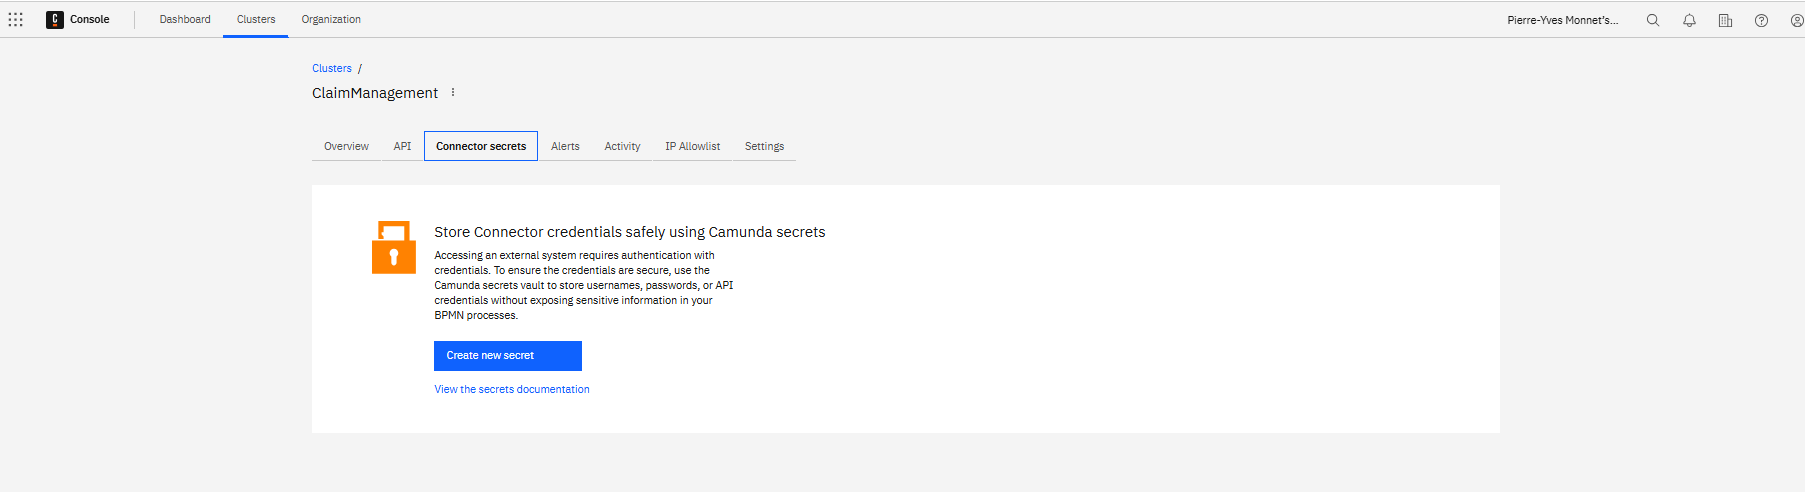 C Console Dashboard Clusters Organization Pierre-Yves Monnet's...
Clusters /
ClaimManagement
Overview API Connector secrets Alerts Activity IP Allowlist Settings
Store Connector credentials safely using Camunda secrets
Accessing an external system requires authentication with
credentials. To ensure the credentials are secure, use the
Camunda secrets vault to store usernames, passwords, or API
credentials without exposing sensitive information in your
BPMN processes.
Create new secret
View the secrets documentation